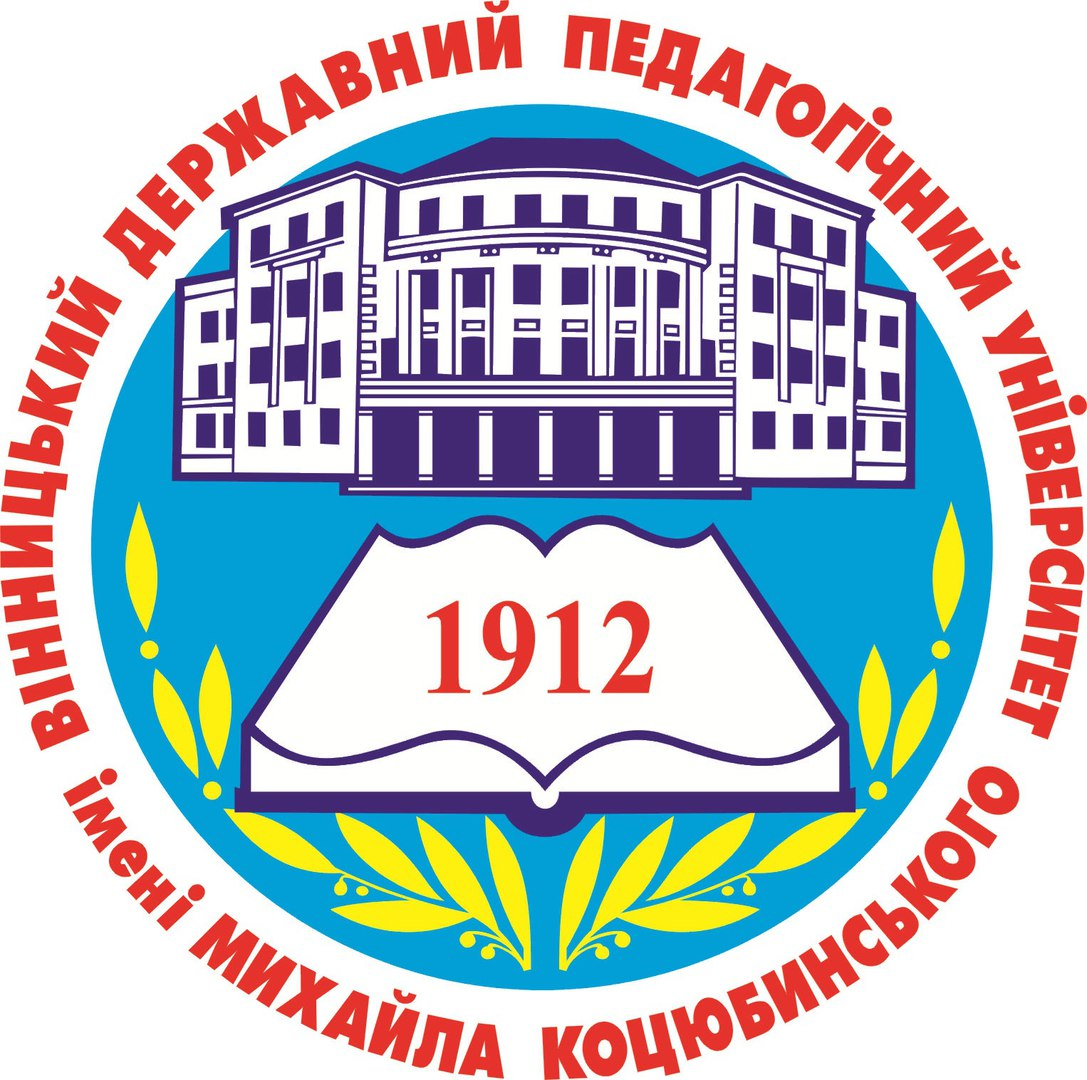 ВІННИЦЬКИЙ ДЕРЖАВНИЙ ПЕДАГОГІЧНИЙ УНІВЕРСИТЕТ
імені МИХАЙЛА КОЦЮБИНСЬКОГО
1912